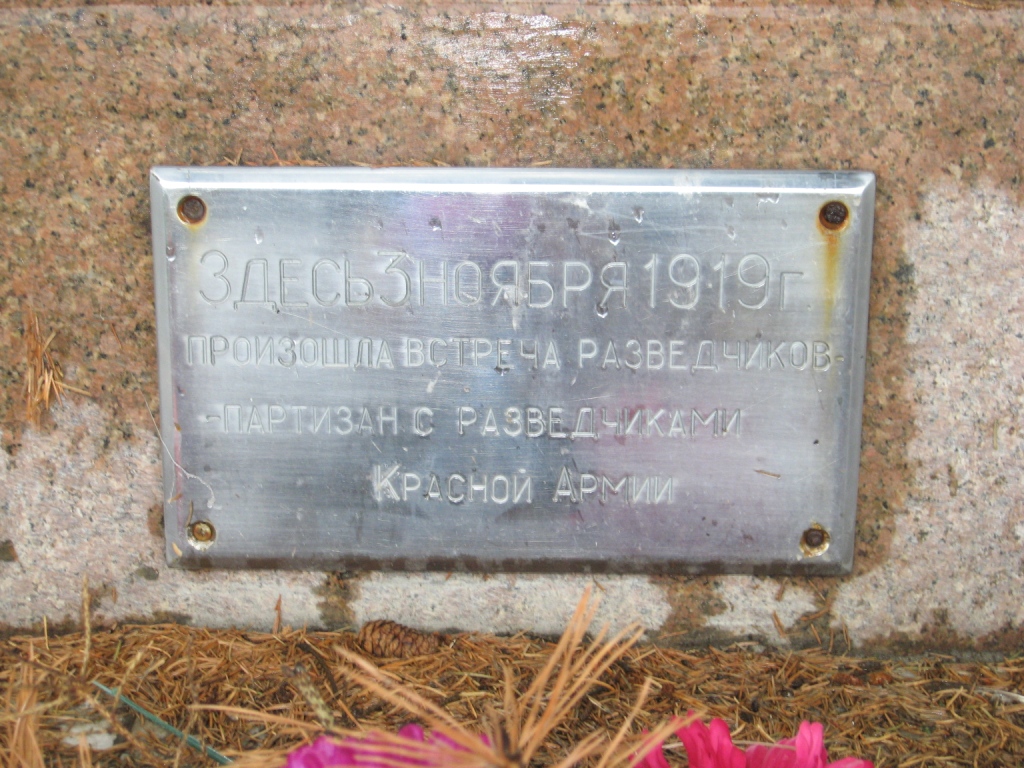 Здесь 3 ноября 1919 г.
произошла встреча разведчиков-
-партизан с разведчиками
Красной Армии